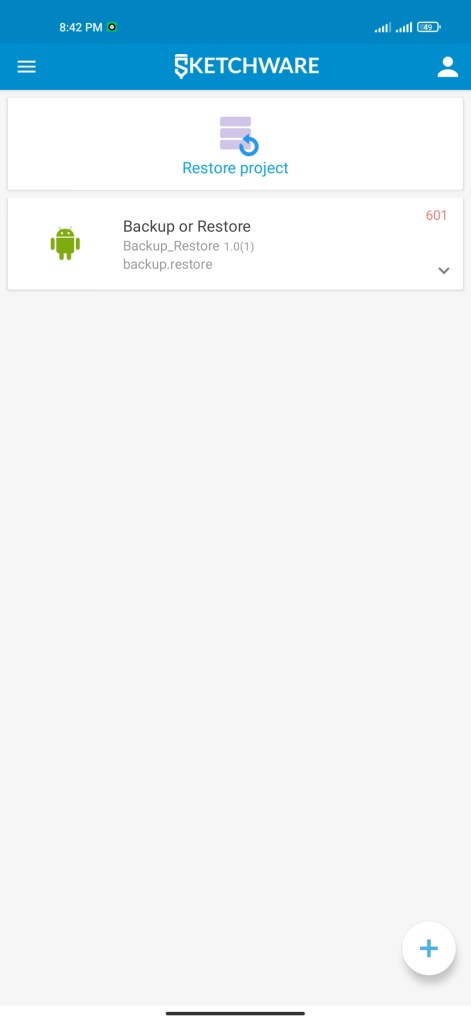 8:42 PM
49
SKETCHWARE
Restore project
601
Backup or Restore
Backup_Restore 1.0(1)
backup.restore